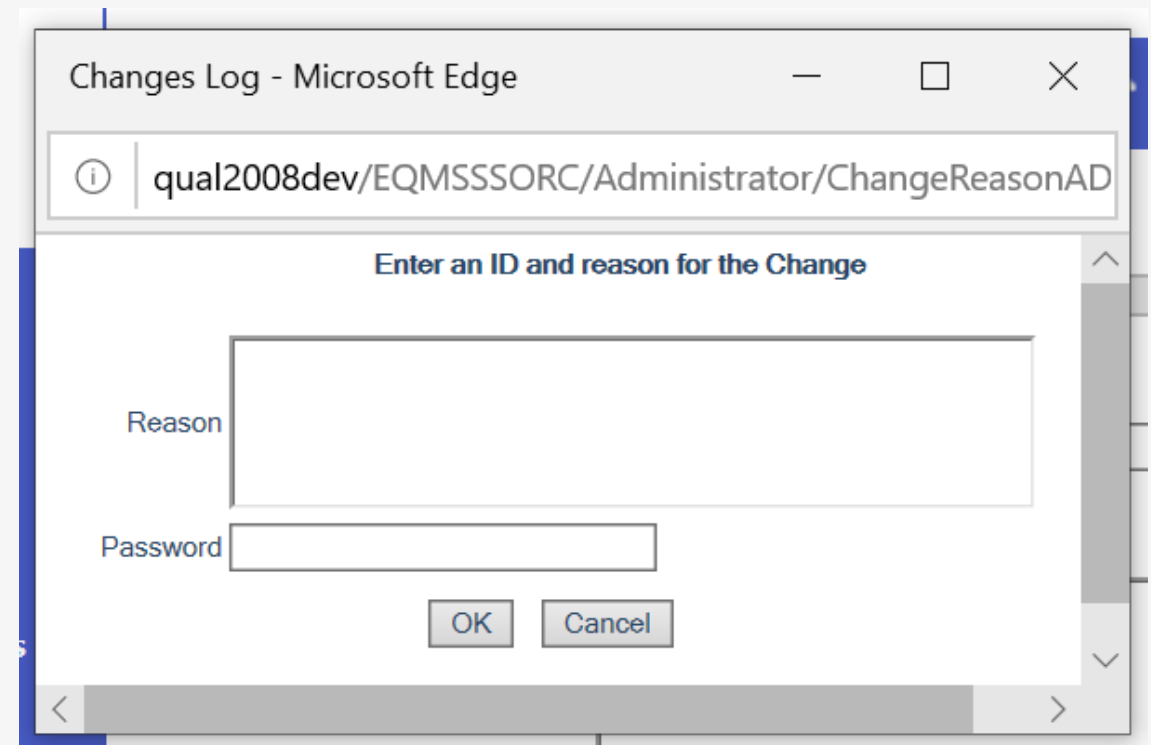 Changes Log - Microsoft Edge
qual2008dev/EQMSSSORC/Administrator/ChangeReasonAD
Enter an ID and reason for the Change
Reason
Password
OK Cancel
s